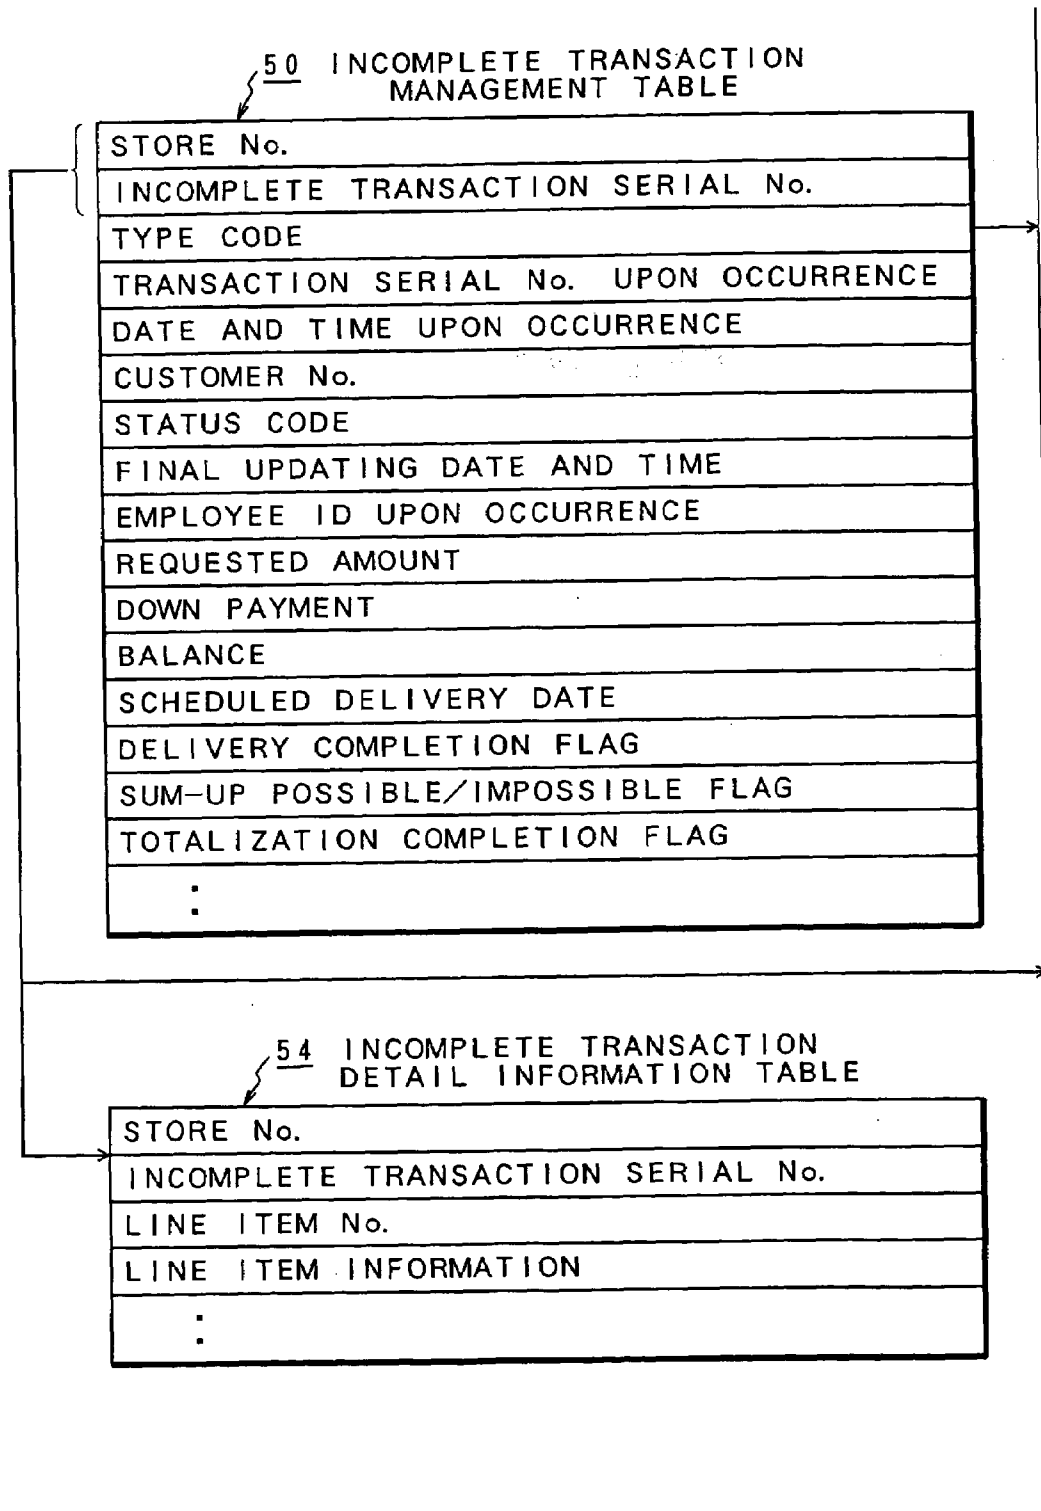 50 INCOMPLETE TRANSACTION
MANAGEMENT TABLE
STORE No.
INCOMPLETE TRANSACTION SERIAL No.
TYPE CODE
TRANSACTION SERIAL No. UPON OCCURRENCE
DATE AND TIME UPON OCCURRENCE
CUSTOMER No.
STATUS CODE
FINAL UPDATING DATE AND TIME
EMPLOYEE ID UPON OCCURRENCE
REQUESTED AMOUNT
DOWN PAYMENT
BALANCE
SCHEDULED DELIVERY DATE
DELIVERY COMPLETION FLAG
SUM-UP POSSIBLE/IMPOSSIBLE FLAG
TOTALIZATION COMPLETION FLAG
:
54 INCOMPLETE TRANSACTION
DETAIL INFORMATION TABLE
STORE No.
INCOMPLETE TRANSACTION SERIAL No.
LINE ITEM No.
LINE ITEM INFORMATION
: